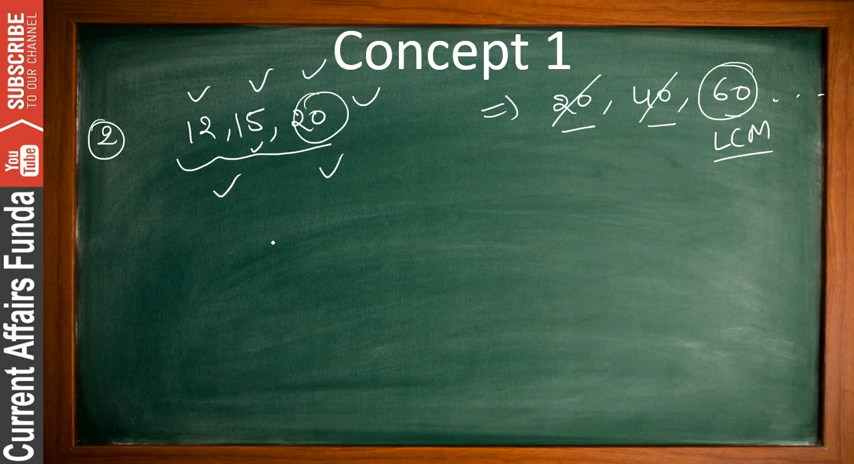 Concept 1
② 12, 15, 20 => 20, 40, 60 ....
LCM
SUBSCRIBE
TO OUR CHANNEL
You Tube
Current Affairs Funda